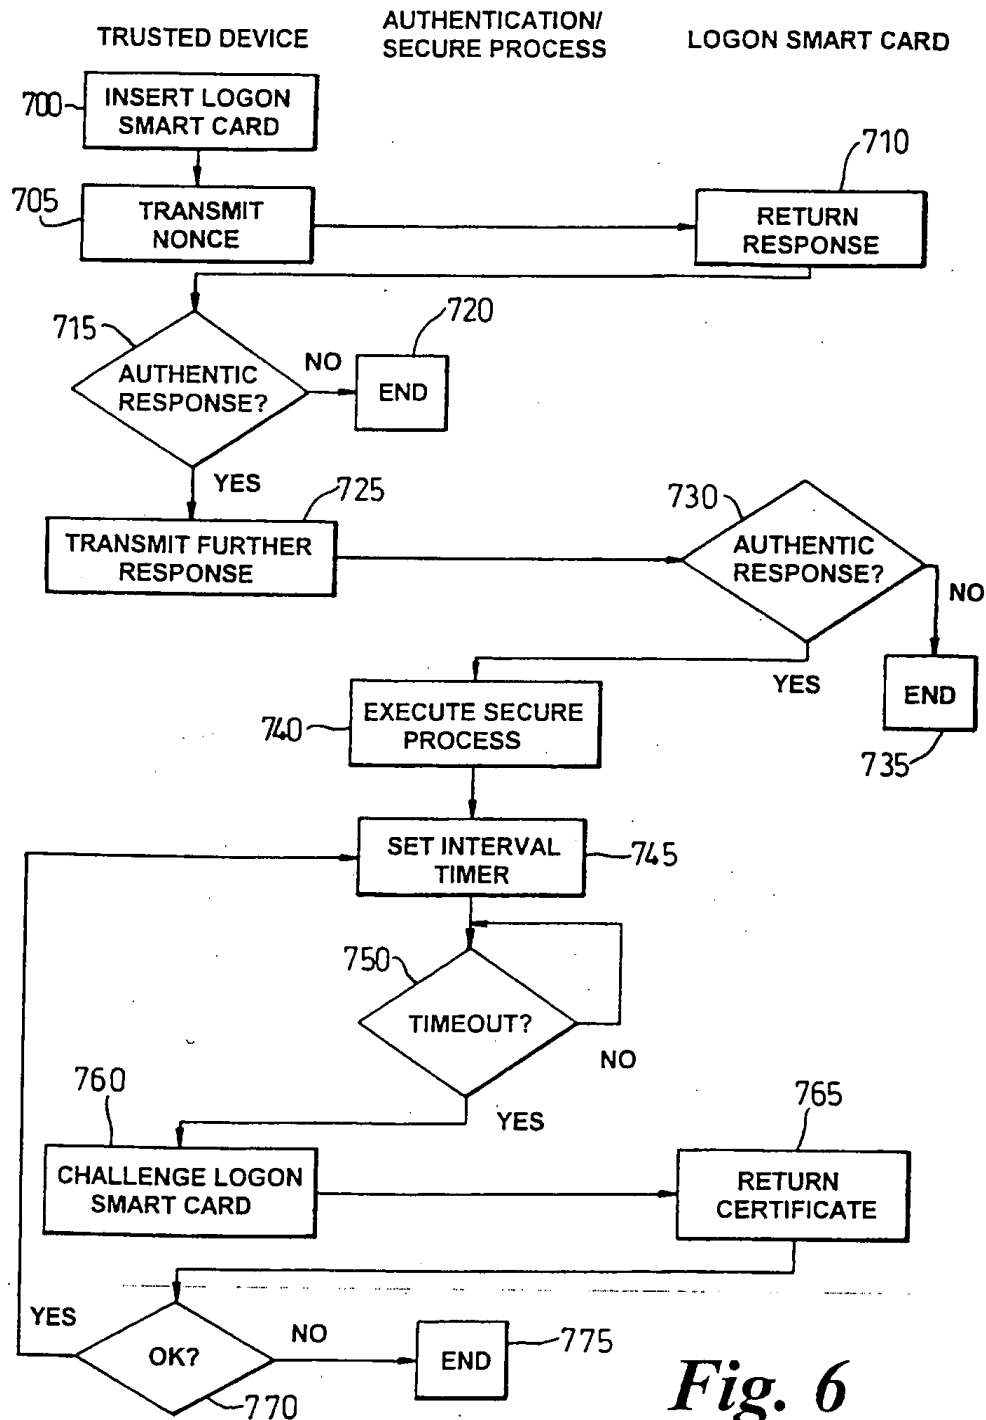 TRUSTED DEVICE
AUTHENTICATION/
SECURE PROCESS
LOGON SMART CARD
700
INSERT LOGON
SMART CARD
705
TRANSMIT
NONCE
710
RETURN
RESPONSE
715
AUTHENTIC
RESPONSE?
NO
720
END
YES
725
TRANSMIT FURTHER
RESPONSE
730
AUTHENTIC
RESPONSE?
NO
YES
END
735
740
EXECUTE SECURE
PROCESS
SET INTERVAL
TIMER
745
750
TIMEOUT?
NO
YES
760
CHALLENGE LOGON
SMART CARD
765
RETURN
CERTIFICATE
YES
OK?
NO
770
END
775
Fig. 6